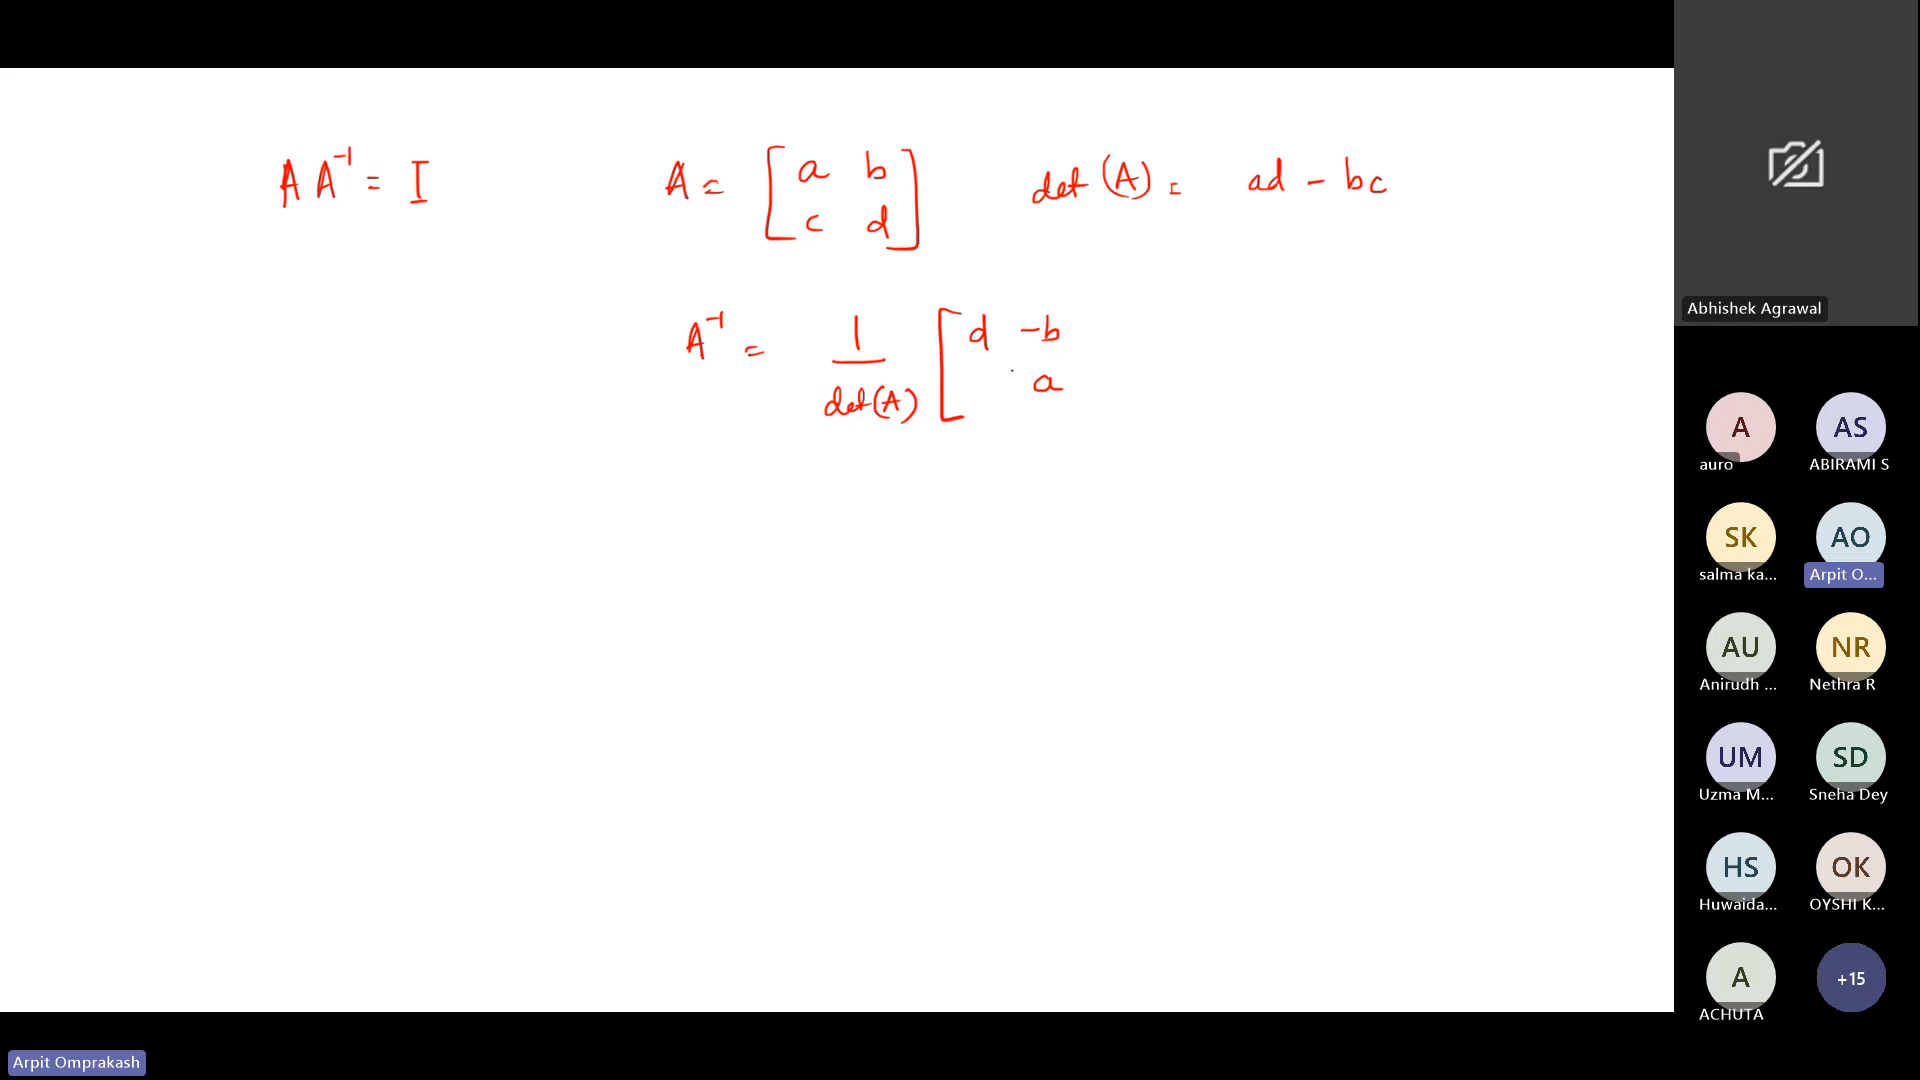 A A⁻¹ = I
A = [ a b
c d ]
det (A) = ad - bc
A⁻¹ = 1/det(A) [ d -b
a
Abhishek Agrawal
A
auro
AS
ABIRAMI S
SK
salma ka...
AO
Arpit O...
AU
Anirudh ...
NR
Nethra R
UM
Uzma M...
SD
Sneha Dey
HS
Huwaida...
OK
OYSHI K...
A
ACHUTA
+15
Arpit Omprakash